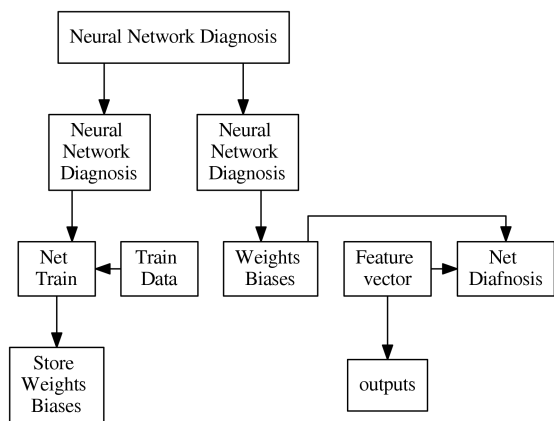 Neural Network Diagnosis
Neural
Network
Diagnosis
Neural
Network
Diagnosis
Net
Train
Train
Data
Weights
Biases
Feature
vector
Net
Diafnosis
Store
Weights
Biases
outputs